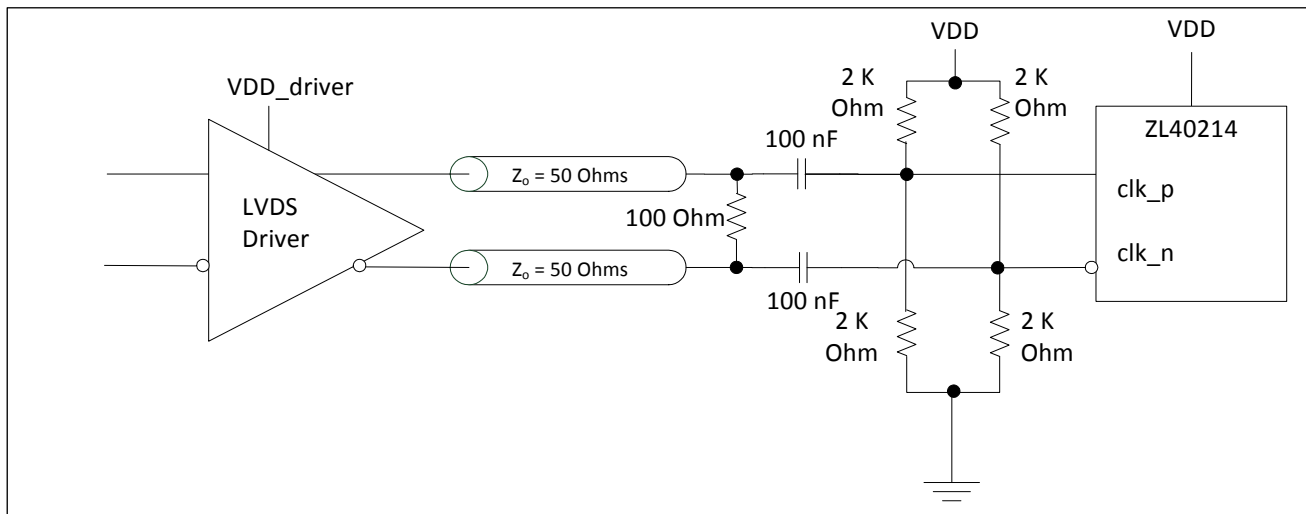 VDD
VDD
2 K
Ohm
2 K
Ohm
VDD_driver
ZL40214
100 nF
Zo = 50 Ohms
clk_p
LVDS
Driver
100 Ohm
clk_n
Zo = 50 Ohms
100 nF
2 K
Ohm
2 K
Ohm